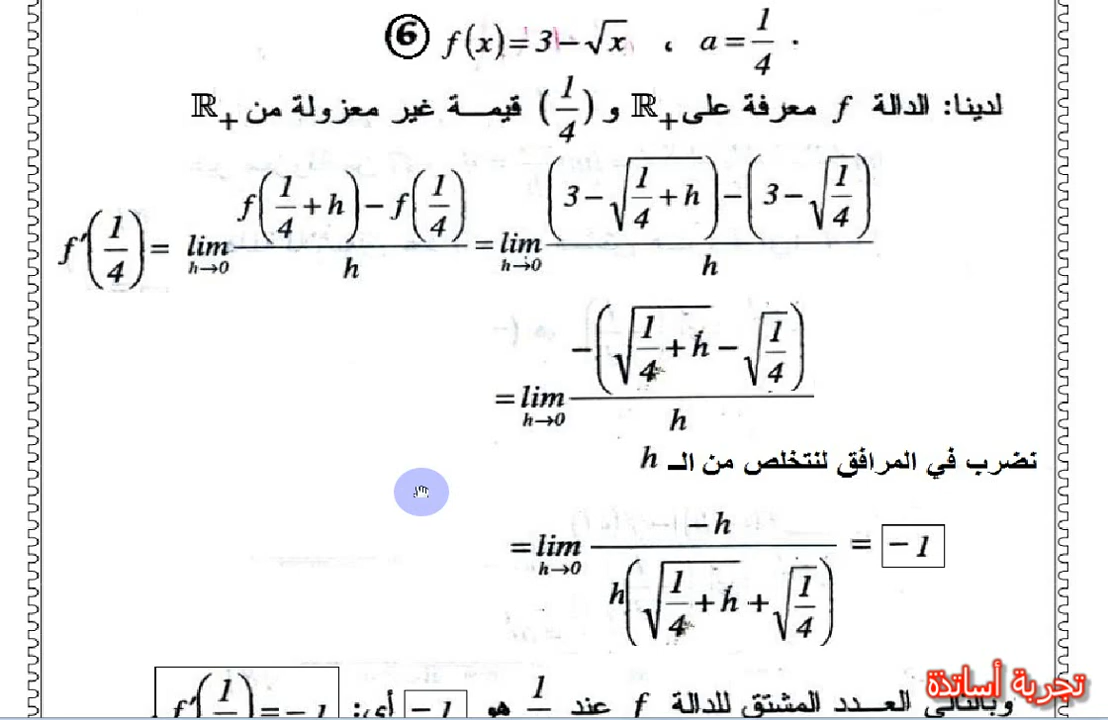 ⑥ f(x)=3-√x ، a=1/4 .
لدينا: الدالة f معرفة على ℝ₊ و (1/4) قيمة غير معزولة من ℝ₊
f'(1/4) = lim h→0 (f(1/4+h)-f(1/4))/h = lim h→0 ((3-√(1/4+h))-(3-√(1/4)))/h
= lim h→0 -(√(1/4+h)-√(1/4))/h
نضرب في المرافق لنتخلص من الـ h
= lim h→0 -h/(h(√(1/4+h)+√(1/4))) = -1
وبالتالي العدد المشتق للدالة f عند 1 هو -1 أي: f'(1)=-1
تجربة أساتذة